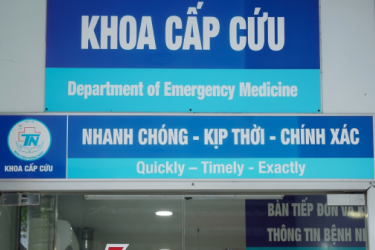 KHOA CẤP CỨU
Department of Emergency Medicine
TN
NHANH CHÓNG - KỊP THỜI - CHÍNH XÁC
KHOA CẤP CỨU
Quickly – Timely - Exactly
BÀN TIẾP ĐÓN VÀ
THÔNG TIN BỆNH